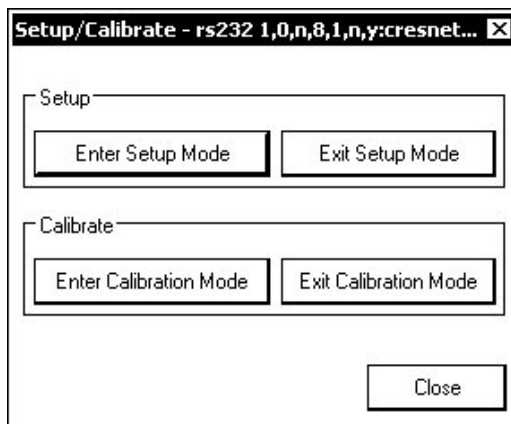 Setup/Calibrate - rs232 1,0,n,8,1,n,y:cresnet...
Setup
Enter Setup Mode
Exit Setup Mode
Calibrate
Enter Calibration Mode
Exit Calibration Mode
Close